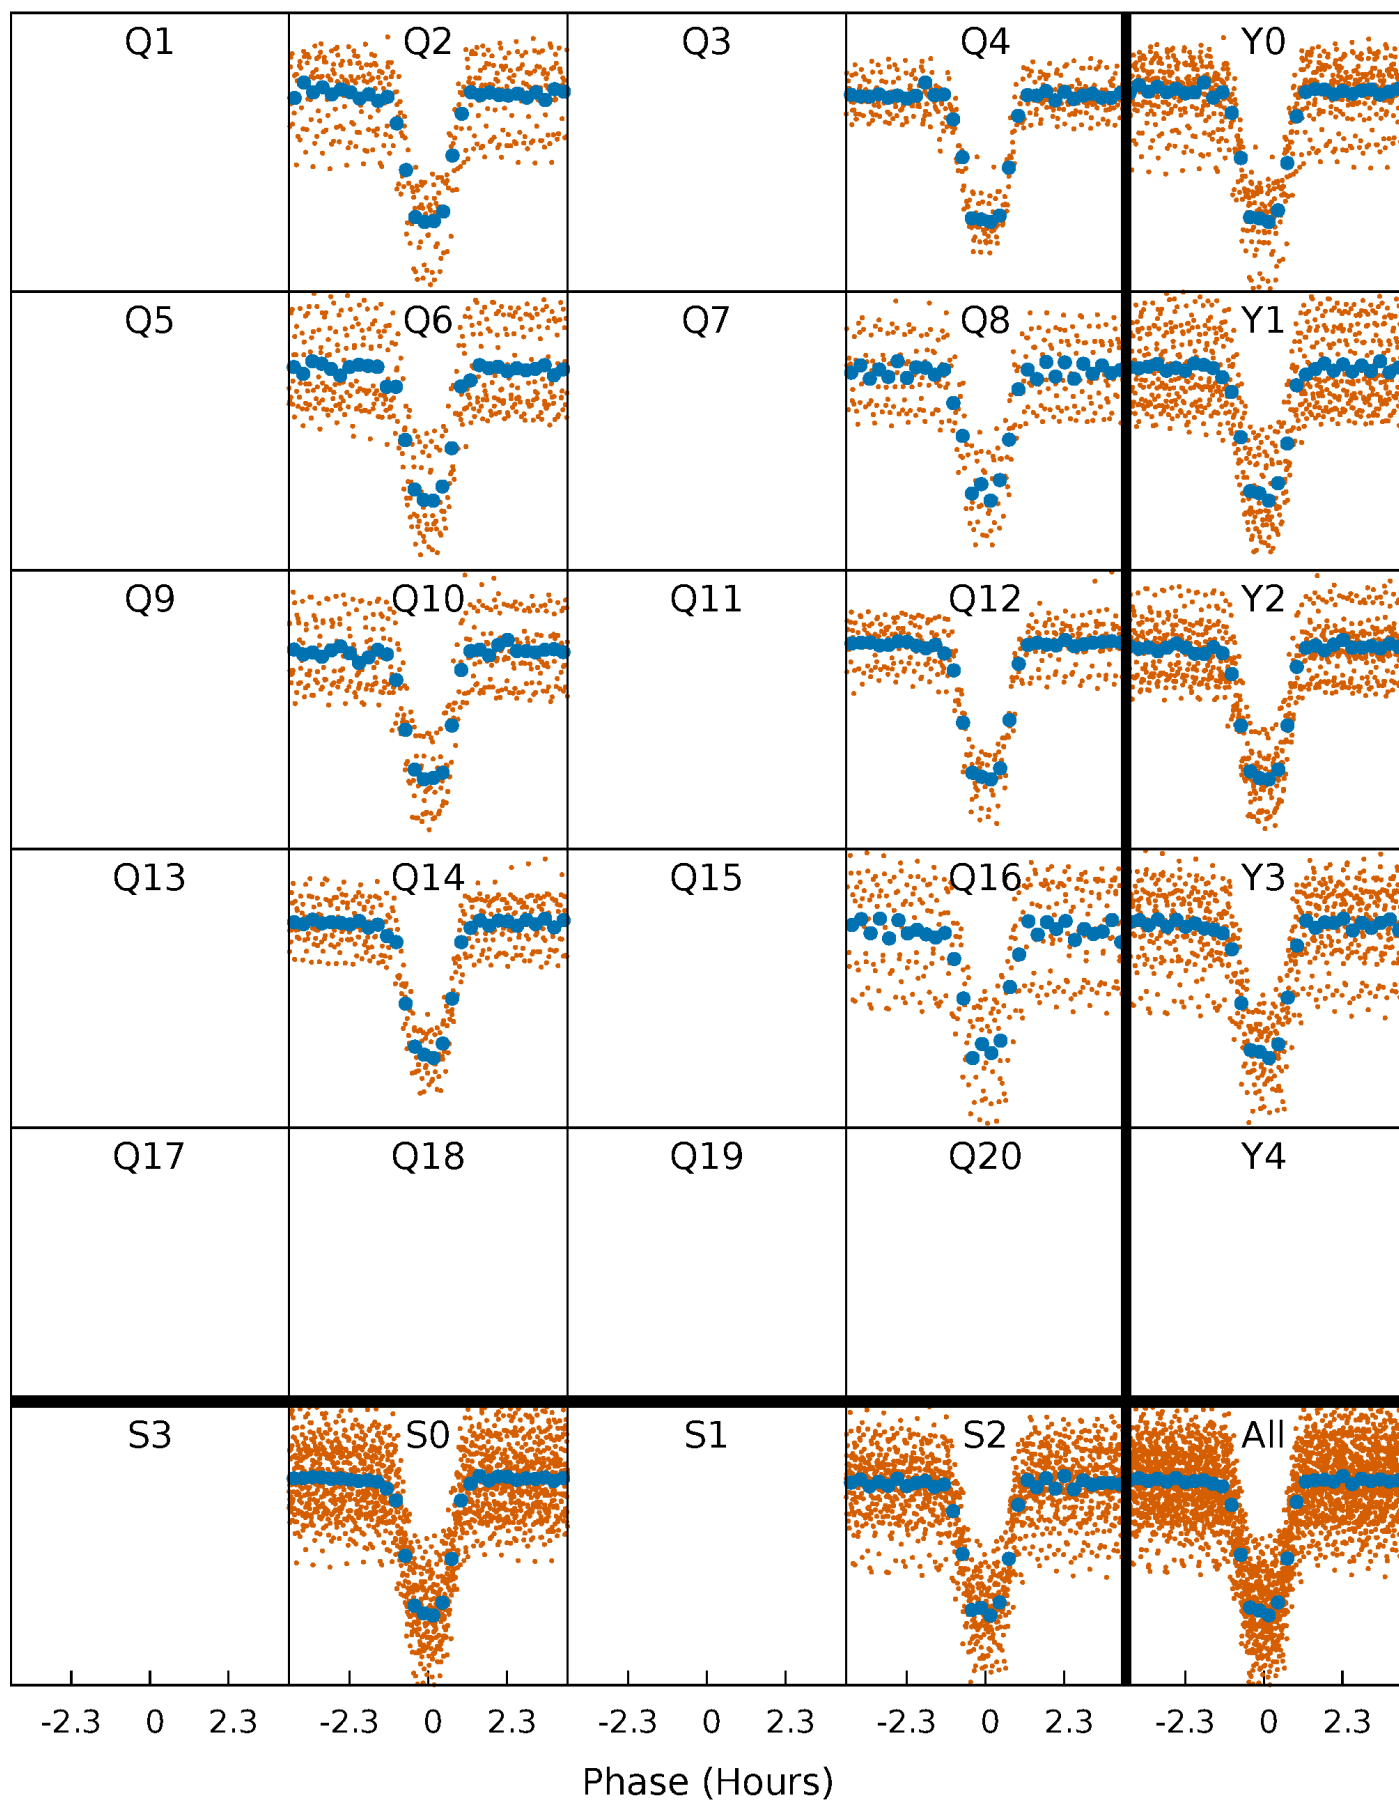 Q1 Q2 Q3 Q4 Y0
Q5 Q6 Q7 Q8 Y1
Q9 Q10 Q11 Q12 Y2
Q13 Q14 Q15 Q16 Y3
Q17 Q18 Q19 Q20 Y4
S3 S0 S1 S2 All
-2.3 0 2.3 -2.3 0 2.3 -2.3 0 2.3 -2.3 0 2.3 -2.3 0 2.3
Phase (Hours)